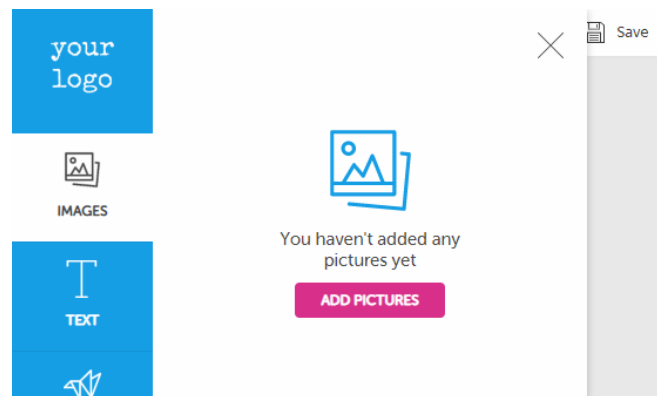 your
logo
IMAGES
TEXT
You haven't added any
pictures yet
ADD PICTURES
Save